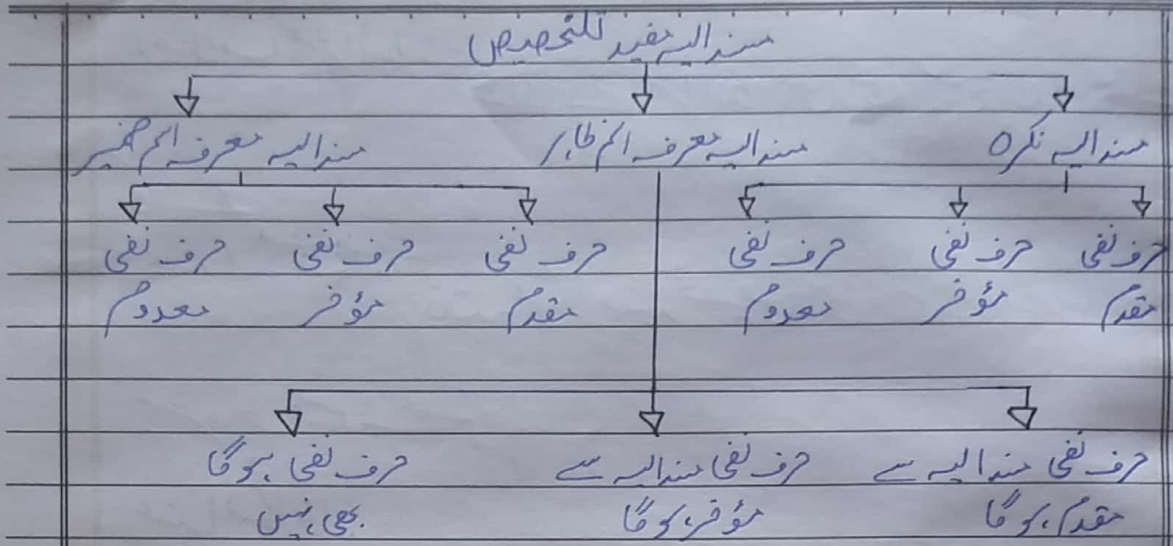 مسند الیہ مفید للتخصیص
مسند الیہ نکرہ مسند الیہ معرفہ اسم ظاہر مسند الیہ معرفہ اسم ضمیر
حرف نفی حرف نفی حرف نفی حرف نفی حرف نفی حرف نفی
مقدم مؤخر معدوم مقدم مؤخر معدوم
حرف نفی مسند الیہ سے حرف نفی مسند الیہ سے حرف نفی ہوگا
مقدم ہوگا مؤخر ہوگا ہی نہیں